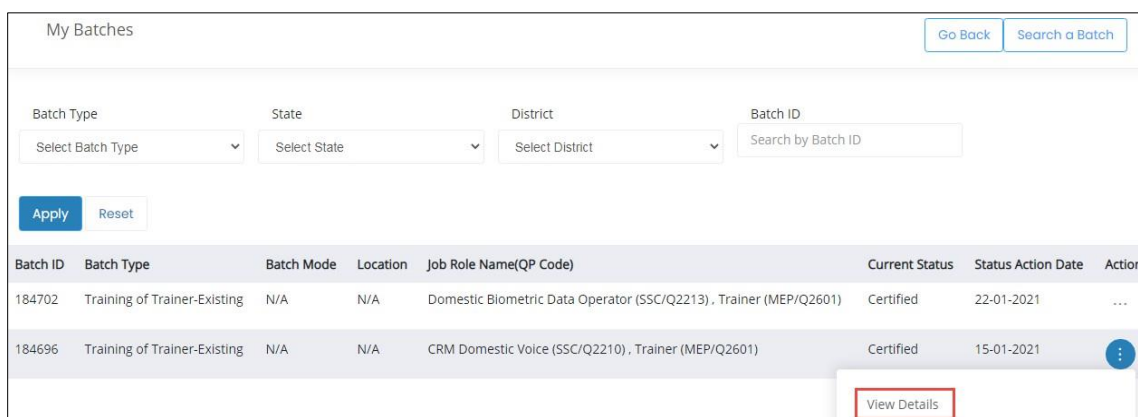 My Batches
Go Back
Search a Batch
Batch Type
State
District
Batch ID
Select Batch Type
Select State
Select District
Search by Batch ID
Apply
Reset
Batch ID Batch Type Batch Mode Location Job Role Name(QP Code) Current Status Status Action Date Action
184702 Training of Trainer-Existing N/A N/A Domestic Biometric Data Operator (SSC/Q2213) , Trainer (MEP/Q2601) Certified 22-01-2021 ...
184696 Training of Trainer-Existing N/A N/A CRM Domestic Voice (SSC/Q2210) , Trainer (MEP/Q2601) Certified 15-01-2021
View Details